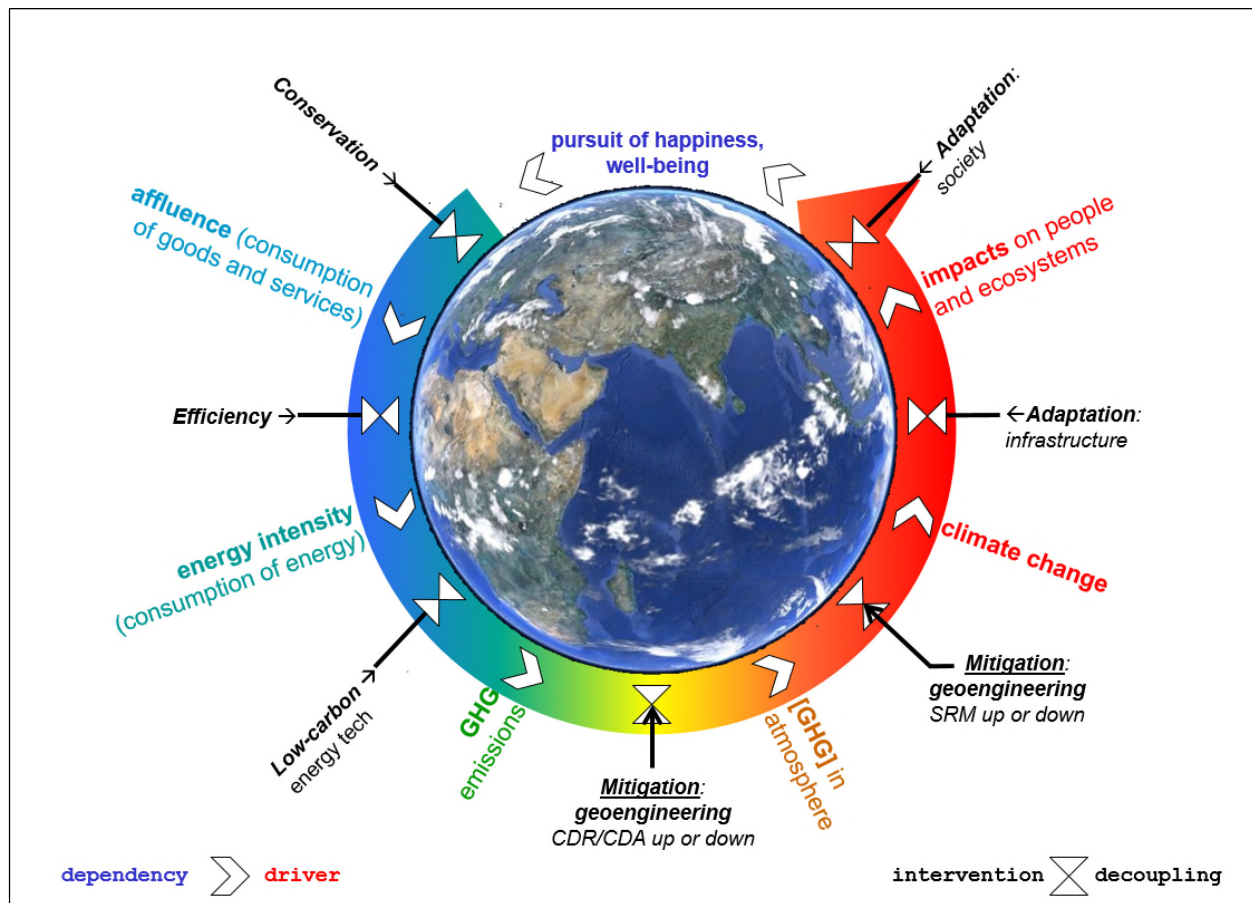 pursuit of happiness,
well-being
Conservation →
affluence (consumption
of goods and services)
Efficiency →
energy intensity
(consumption of energy)
Low-carbon →
energy tech
GHG
emissions
Mitigation:
geoengineering
CDR/CDA up or down
[GHG] in
atmosphere
Mitigation:
geoengineering
SRM up or down
climate change
←Adaptation:
infrastructure
impacts on people
and ecosystems
← Adaptation:
society
dependency driver
intervention decoupling